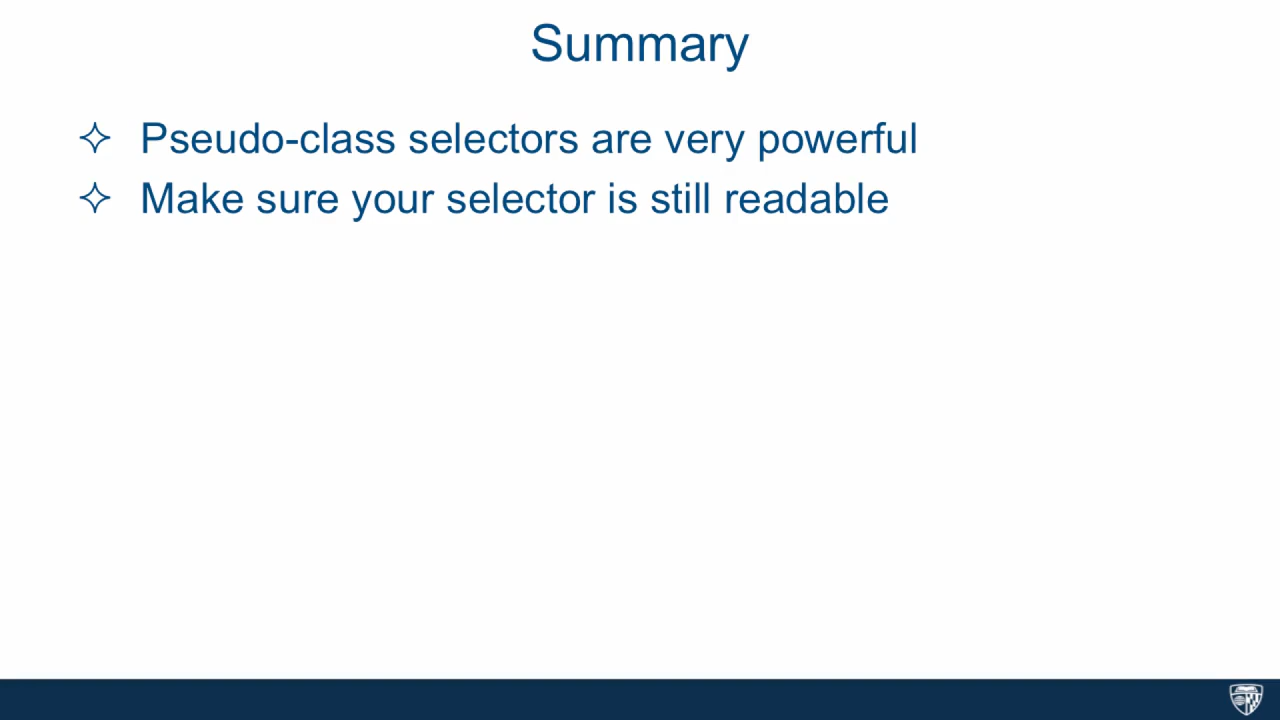 Summary
✧ Pseudo-class selectors are very powerful
✧ Make sure your selector is still readable